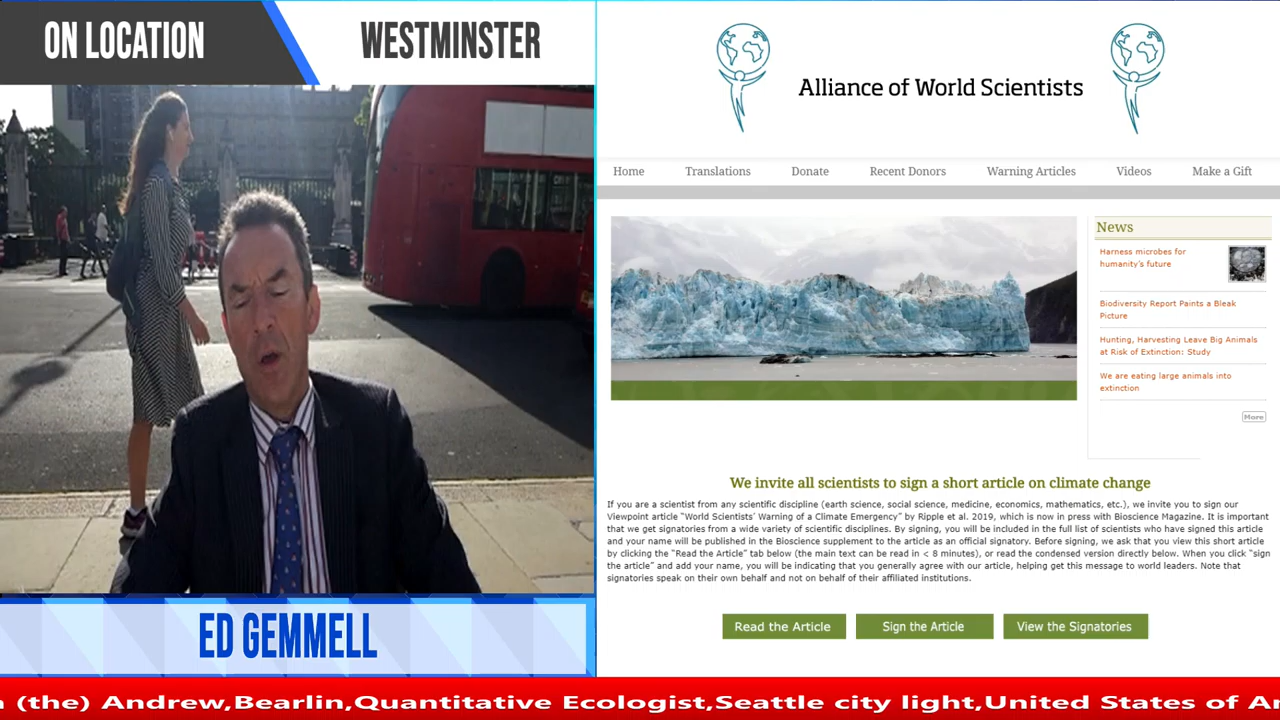 ON LOCATION
WESTMINSTER
Alliance of World Scientists
Home
Translations
Donate
Recent Donors
Warning Articles
Videos
Make a Gift
News
Harness microbes for
humanity's future
Biodiversity Report Paints a Bleak
Picture
Hunting, Harvesting Leave Big Animals
at Risk of Extinction: Study
We are eating large animals into
extinction
More
We invite all scientists to sign a short article on climate change
If you are a scientist from any scientific discipline (earth science, social science, medicine, economics, mathematics, etc.), we invite you to sign our
Viewpoint article "World Scientists' Warning of a Climate Emergency" by Ripple et al. 2019, which is now in press with Bioscience Magazine. It is important
that we get signatories from a wide variety of scientific disciplines. By signing, you will be included in the full list of scientists who have signed this article
and your name will be published in the Bioscience supplement to the article as an official signatory. Before signing, we ask that you view this short article
by clicking the "Read the Article" tab below (the main text can be read in < 8 minutes), or read the condensed version directly below. When you click "sign
the article" and add your name, you will be indicating that you generally agree with our article, helping get this message to world leaders. Note that
signatories speak on their own behalf and not on behalf of their affiliated institutions.
Read the Article
Sign the Article
View the Signatories
ED GEMMELL
(the) Andrew,Bearlin,Quantitative Ecologist,Seattle city light,United States of